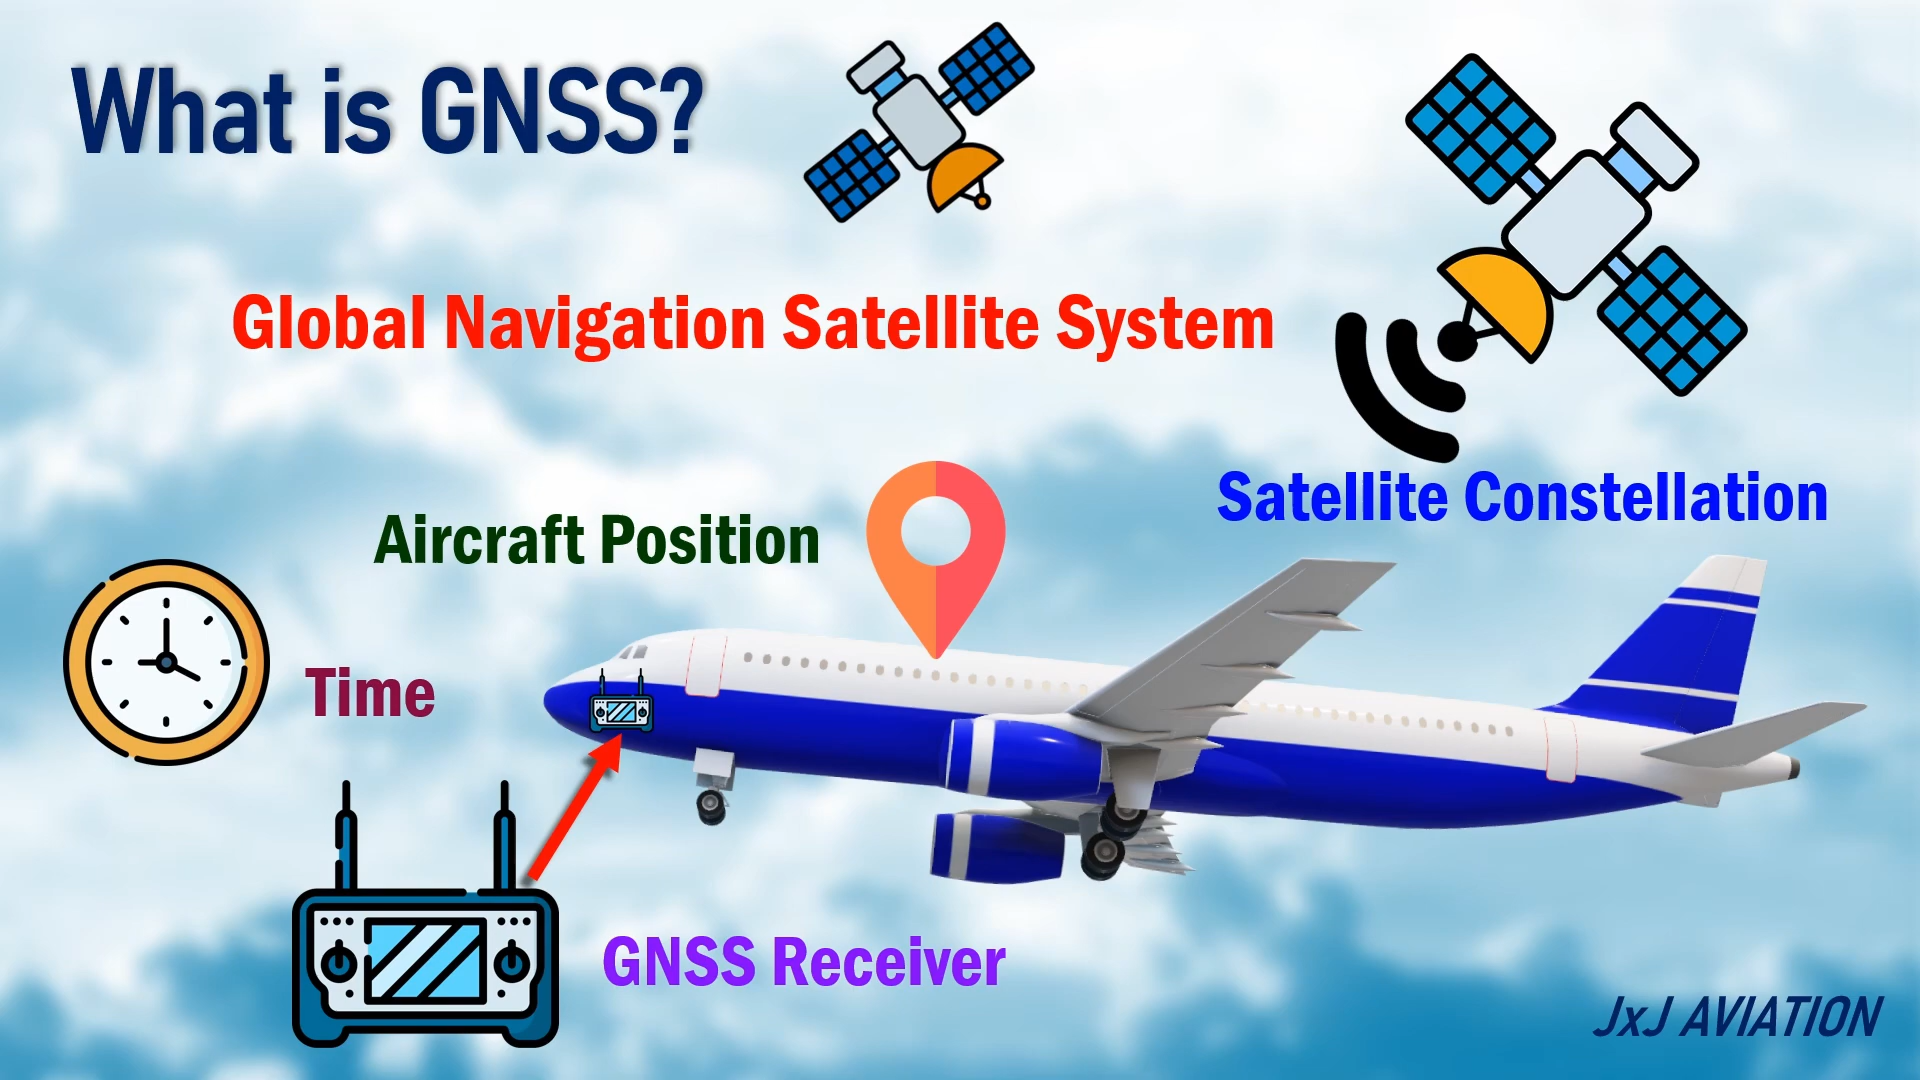 What is GNSS?
Global Navigation Satellite System
Satellite Constellation
Aircraft Position
Time
GNSS Receiver
JxJ AVIATION